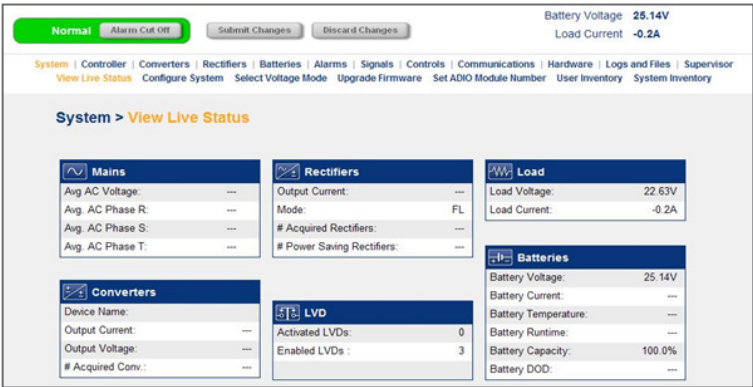 Battery Voltage 25.14V
Normal Alarm Cut Off Submit Changes Discard Changes
Load Current -0.2A
System | Controller | Converters | Rectifiers | Batteries | Alarms | Signals | Controls | Communications | Hardware | Logs and Files | Supervisor
View Live Status Configure System Select Voltage Mode Upgrade Firmware Set ADIO Module Number User Inventory System Inventory
System > View Live Status
Mains
Avg AC Voltage: ---
Avg. AC Phase R: ---
Avg. AC Phase S: ---
Avg. AC Phase T: ---
Rectifiers
Output Current: ---
Mode: FL
# Acquired Rectifiers: ---
# Power Saving Rectifiers: ---
Load
Load Voltage: 22.63V
Load Current: -0.2A
Converters
Device Name:
Output Current: ---
Output Voltage: ---
# Acquired Conv.: ---
LVD
Activated LVDs: 0
Enabled LVDs : 3
Batteries
Battery Voltage: 25.14V
Battery Current: ---
Battery Temperature: ---
Battery Runtime: ---
Battery Capacity: 100.0%
Battery DOD: ---